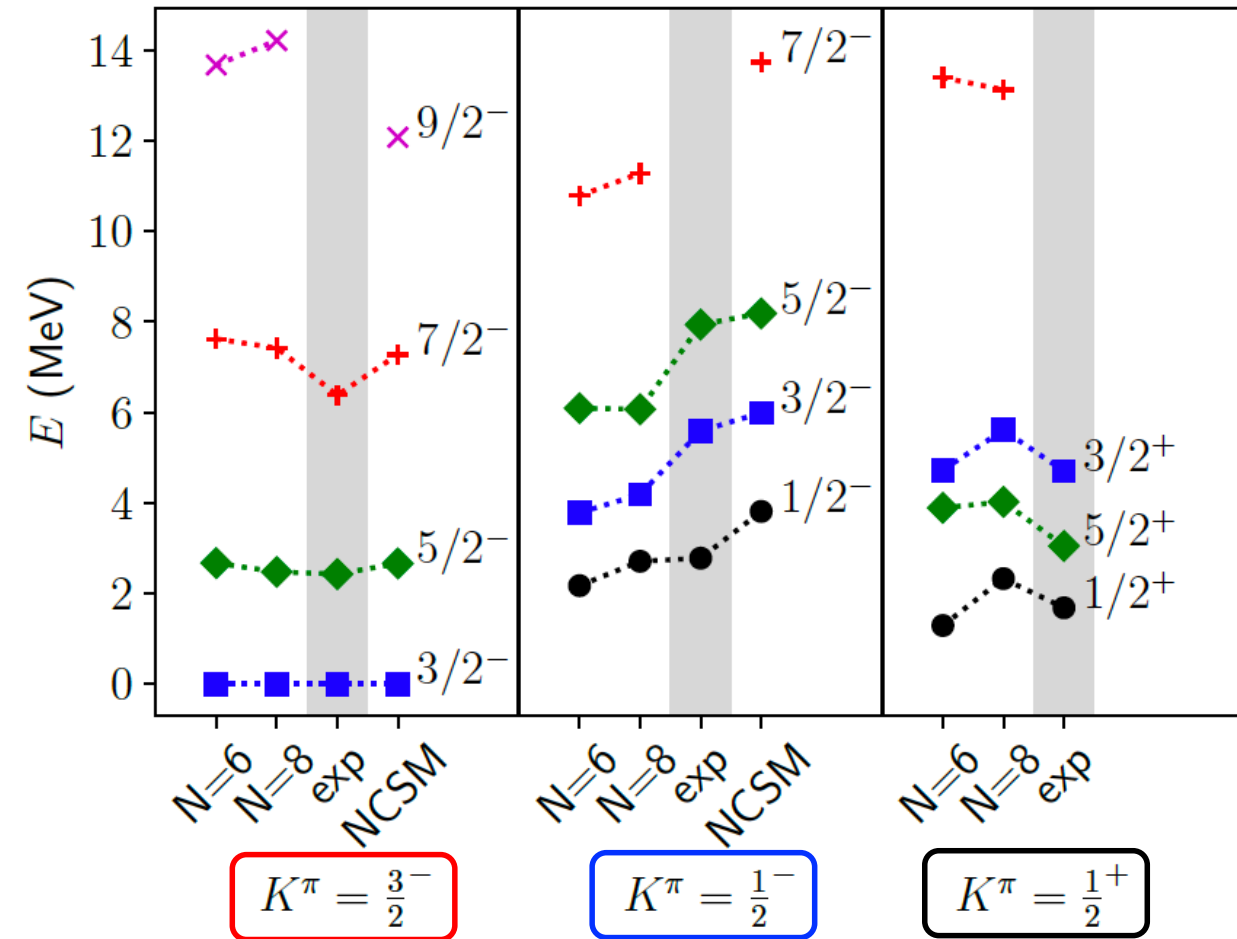 E (MeV)
14
12
10
8
6
4
2
0
9/2⁻
7/2⁻
5/2⁻
3/2⁻
7/2⁻
5/2⁻
3/2⁻
1/2⁻
3/2⁺
5/2⁺
1/2⁺
N=6
N=8
exp
NCSM
N=6
N=8
exp
NCSM
N=6
N=8
exp
K^π = 3/2⁻
K^π = 1/2⁻
K^π = 1/2⁺